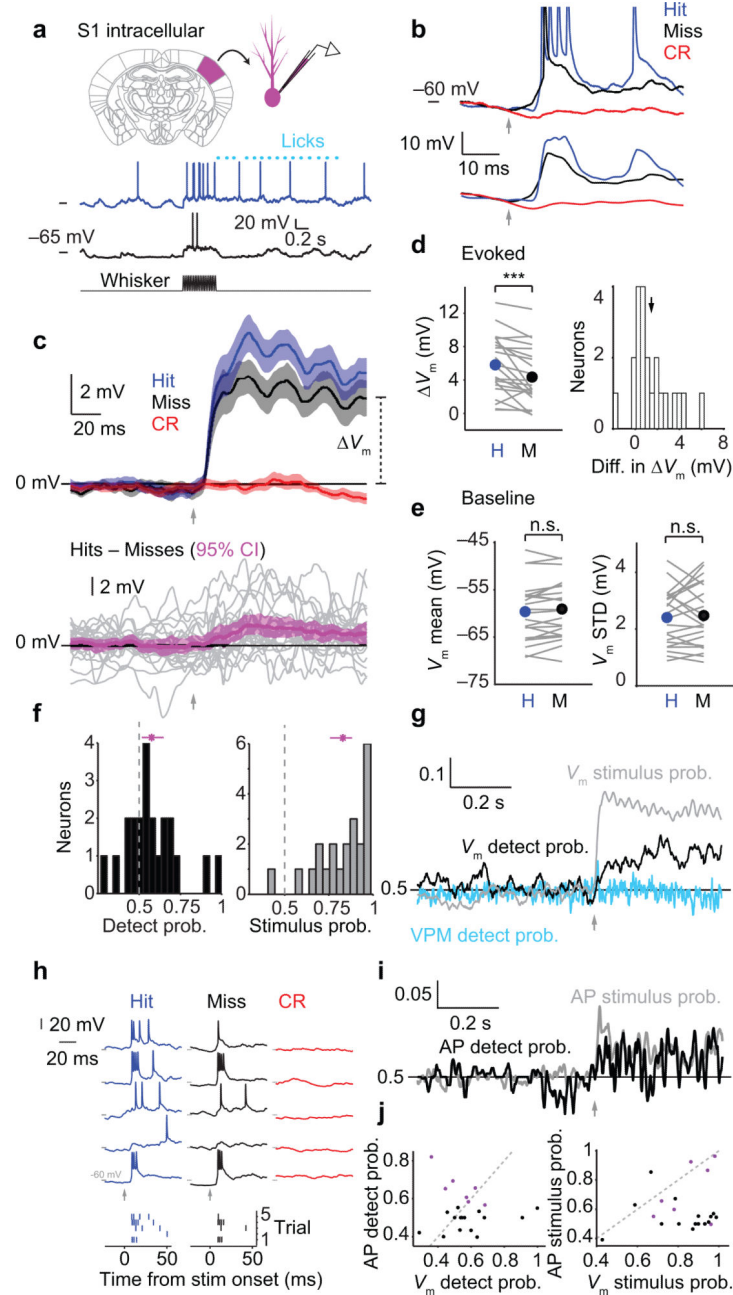 a
S1 intracellular
Licks
20 mV
0.2 s
−65 mV
Whisker
b
Hit
Miss
CR
−60 mV
10 mV
10 ms
c
2 mV
20 ms
Hit
Miss
CR
ΔVm
0 mV
Hits – Misses (95% CI)
2 mV
0 mV
d
Evoked
***
12
8
4
0
ΔVm (mV)
H
M
4
2
0
Neurons
0
4
8
Diff. in ΔVm (mV)
e
Baseline
n.s.
−45
−55
−65
−75
Vm mean (mV)
H
M
n.s.
4
2
0
Vm STD (mV)
H
M
f
4
3
2
1
0
Neurons
0.5
0.75
1
Detect prob.
6
4
2
0
0.5
0.75
1
Stimulus prob.
g
0.1
0.2 s
Vm stimulus prob.
Vm detect prob.
0.5
VPM detect prob.
h
Hit
Miss
CR
20 mV
20 ms
-60 mV
5
Trial
1
0
50
0
50
Time from stim onset (ms)
i
0.05
0.2 s
AP stimulus prob.
AP detect prob.
0.5
j
AP detect prob.
0.8
0.6
0.4
0.4
0.6
0.8
1
Vm detect prob.
AP stimulus prob.
1
0.8
0.6
0.4
0.4
0.6
0.8
1
Vm stimulus prob.